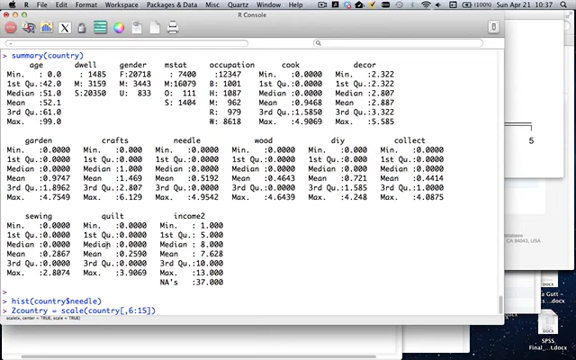 X File Edit Format Workspace Packages & Data Misc Quartz Window Help (100%) Sun Apr 21 10:37
R Console
> summary(country)
age dwell gender mstat occupation cook decor
Min. : 0.0 : 1485 F:20718 : 7400 :12347 Min. :0.0000 Min. :2.322
1st Qu.:42.0 M: 3159 M: 3443 M:16079 B: 1001 1st Qu.:0.0000 1st Qu.:2.322
Median :51.0 S:20350 U: 833 O: 111 H: 1087 Median :0.0000 Median :2.807
Mean :52.1 S: 1404 M: 962 Mean :0.9468 Mean :2.887
3rd Qu.:61.0 R: 979 3rd Qu.:1.5850 3rd Qu.:3.322
Max. :99.0 W: 8618 Max. :4.9069 Max. :5.585
garden crafts needle wood diy collect
Min. :0.0000 Min. :0.000 Min. :0.0000 Min. :0.0000 Min. :0.000 Min. :0.0000
1st Qu.:0.0000 1st Qu.:0.000 1st Qu.:0.0000 1st Qu.:0.0000 1st Qu.:0.000 1st Qu.:0.0000
Median :0.0000 Median :0.000 Median :0.0000 Median :0.0000 Median :0.000 Median :0.0000
Mean :0.9747 Mean :1.469 Mean :0.5192 Mean :0.4643 Mean :0.721 Mean :0.4414
3rd Qu.:1.8962 3rd Qu.:2.807 3rd Qu.:0.0000 3rd Qu.:0.0000 3rd Qu.:1.585 3rd Qu.:1.0000
Max. :4.7549 Max. :6.129 Max. :4.9542 Max. :4.6439 Max. :4.248 Max. :4.0875
sewing quilt income2
Min. :0.0000 Min. :0.0000 Min. : 1.000
1st Qu.:0.0000 1st Qu.:0.0000 1st Qu.: 5.000
Median :0.0000 Median :0.0000 Median : 8.000
Mean :0.2867 Mean :0.2590 Mean : 7.628
3rd Qu.:0.0000 3rd Qu.:0.0000 3rd Qu.:10.000
Max. :2.8074 Max. :3.9069 Max. :13.000
NA's :37.000
>
> hist(country$needle)
> Zcountry = scale(country[,6:15])
scale(x, center = TRUE, scale = TRUE)
5
database
CA 94043, USA
Gutt -
.docx
SPSS
Final_...t.docx